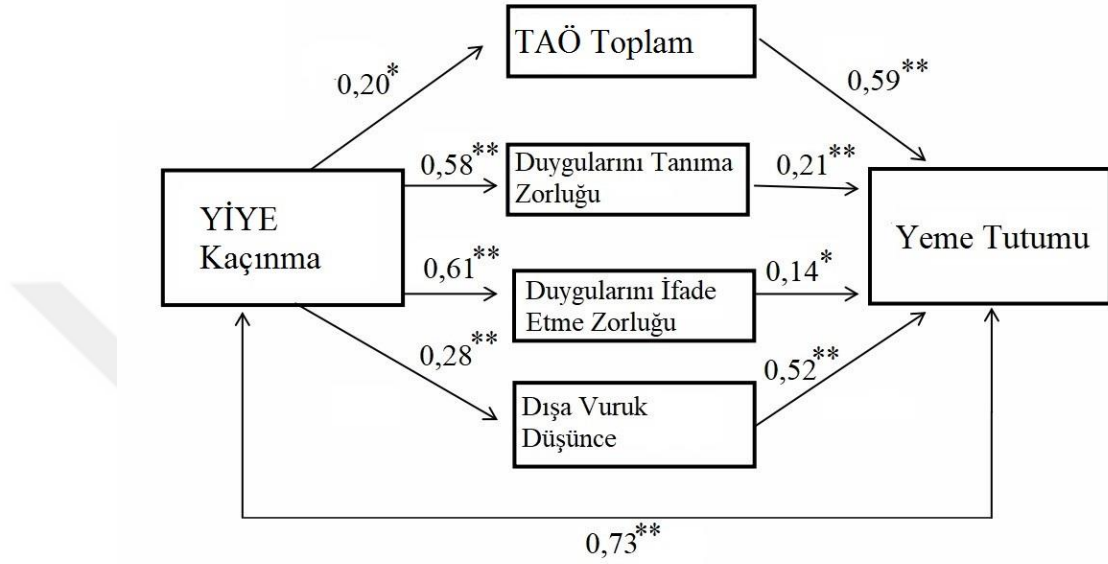 TAÖ Toplam
0,20*
0,59**
0,58**
Duygularını Tanıma
Zorluğu
0,21**
YİYE
Kaçınma
Yeme Tutumu
0,61**
Duygularını İfade
Etme Zorluğu
0,14*
0,28**
Dışa Vuruk
Düşünce
0,52**
0,73**